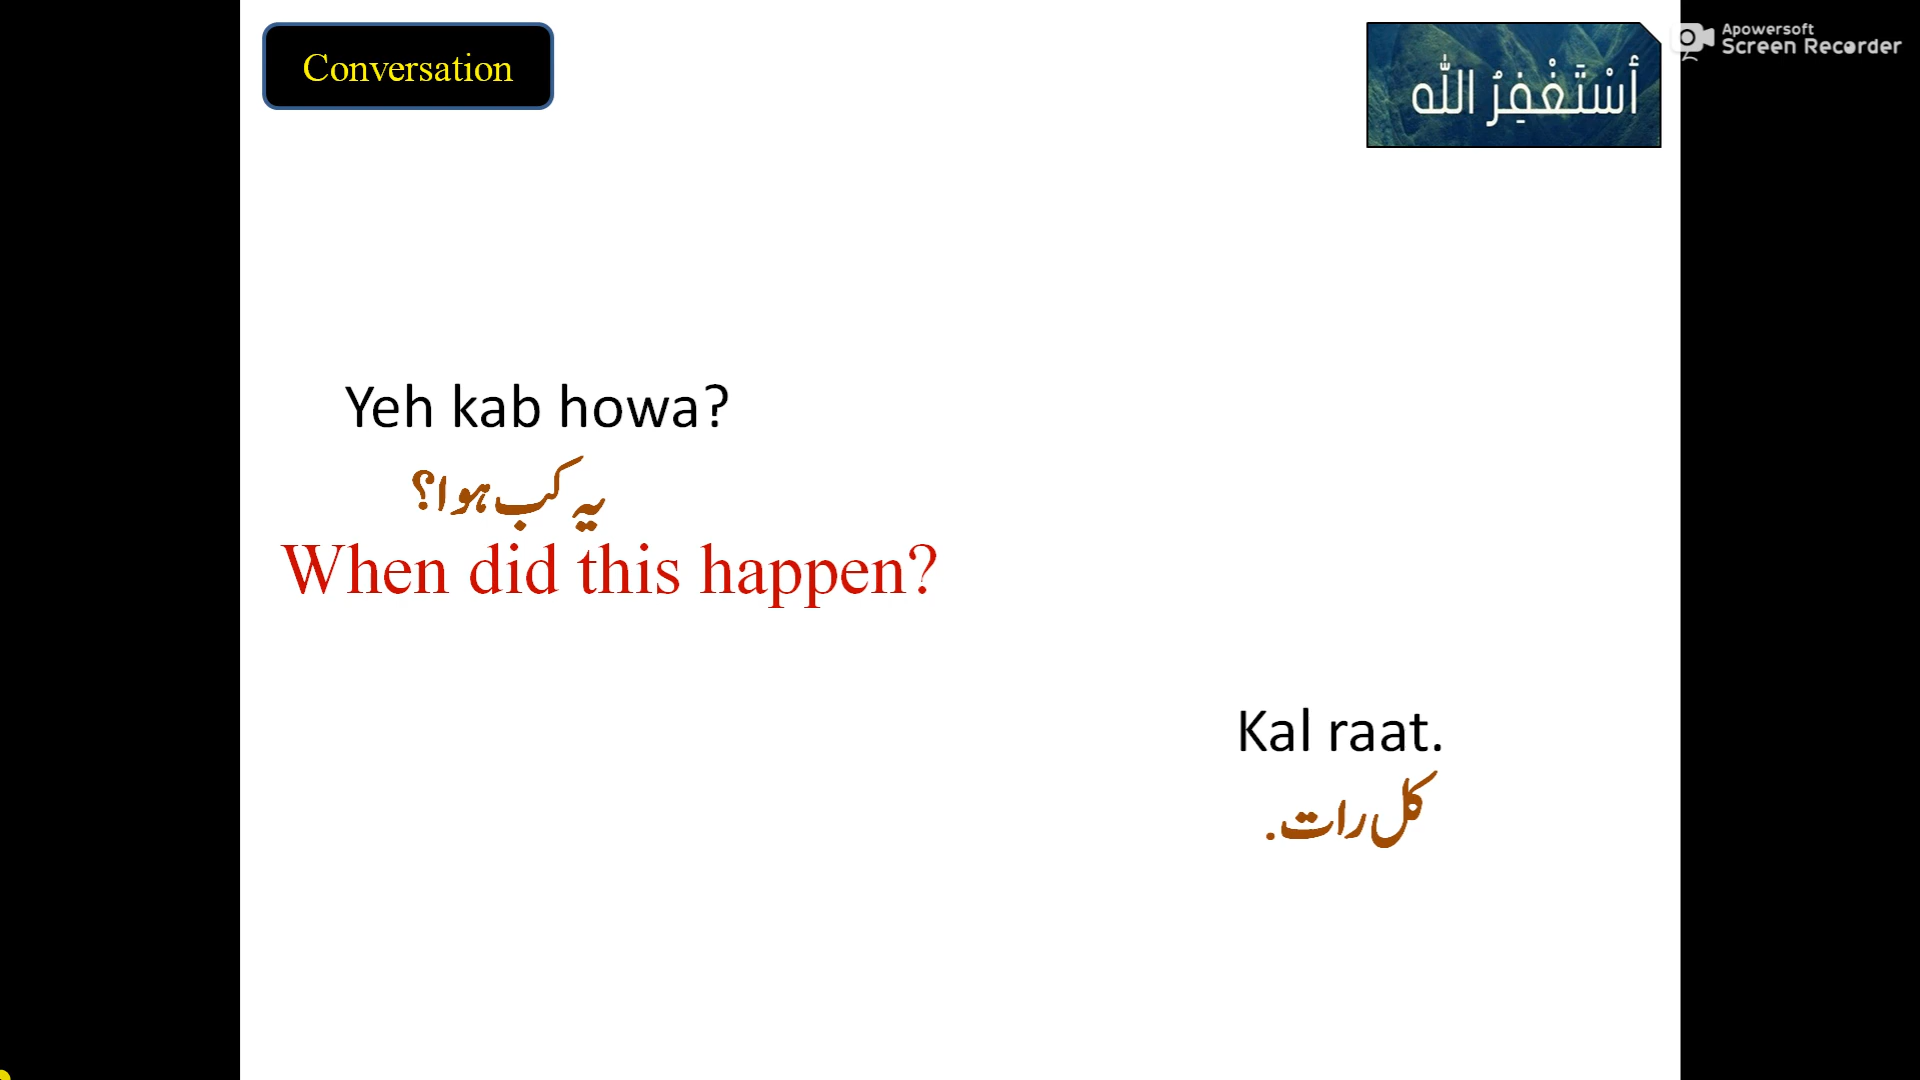 Conversation
أَسْتَغْفِرُ اللّٰه
Apowersoft
Screen Recorder
Yeh kab howa?
یہ کب ہوا؟
When did this happen?
Kal raat.
کل رات.